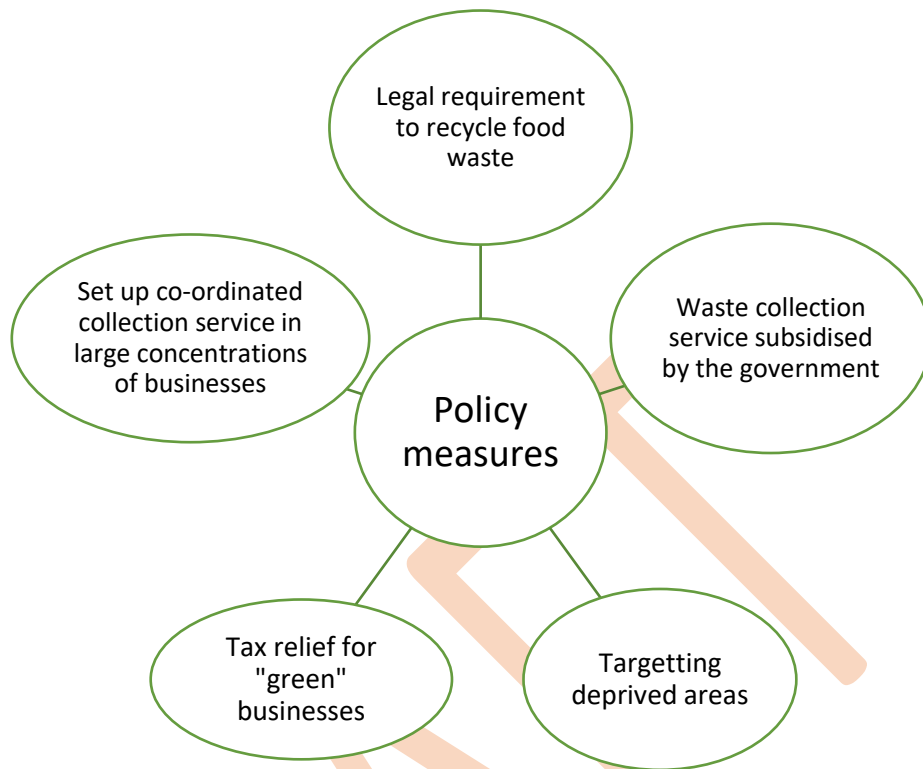 Legal requirement
to recycle food
waste
Set up co-ordinated
collection service in
large concentrations
of businesses
Waste collection
service subsidised
by the government
Policy
measures
Tax relief for
"green"
businesses
Targetting
deprived areas